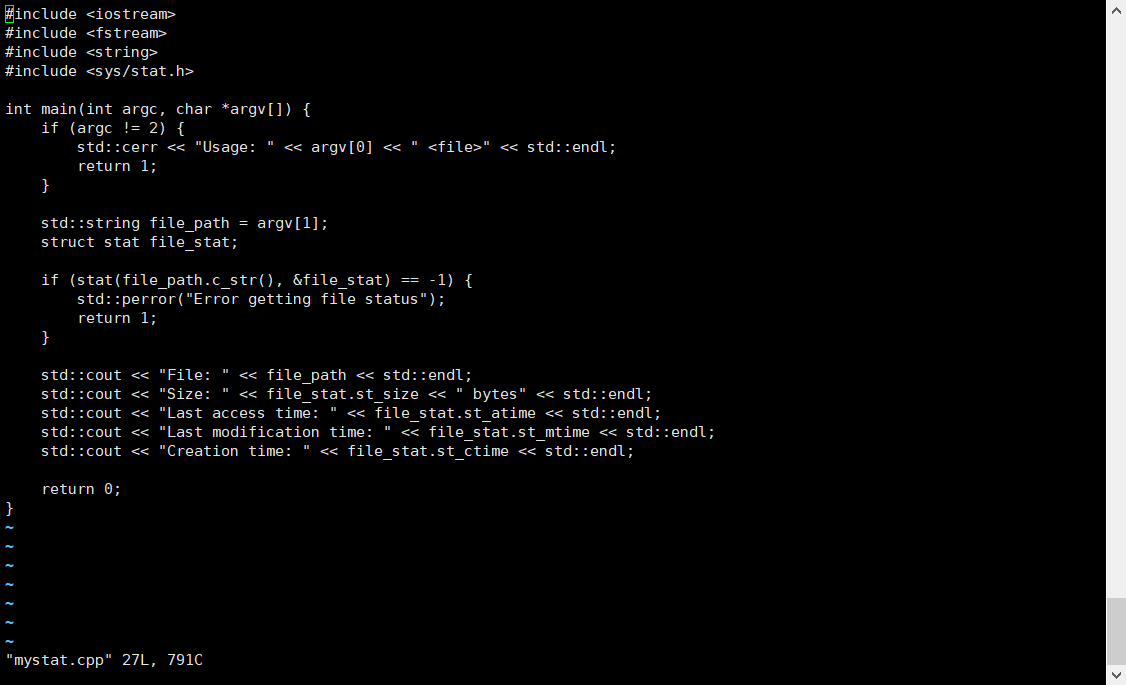 #include <iostream>
#include <fstream>
#include <string>
#include <sys/stat.h>

int main(int argc, char *argv[]) {
    if (argc != 2) {
        std::cerr << "Usage: " << argv[0] << " <file>" << std::endl;
        return 1;
    }

    std::string file_path = argv[1];
    struct stat file_stat;

    if (stat(file_path.c_str(), &file_stat) == -1) {
        std::perror("Error getting file status");
        return 1;
    }

    std::cout << "File: " << file_path << std::endl;
    std::cout << "Size: " << file_stat.st_size << " bytes" << std::endl;
    std::cout << "Last access time: " << file_stat.st_atime << std::endl;
    std::cout << "Last modification time: " << file_stat.st_mtime << std::endl;
    std::cout << "Creation time: " << file_stat.st_ctime << std::endl;

    return 0;
}
~
~
~
~
~
~
~
"mystat.cpp" 27L, 791C